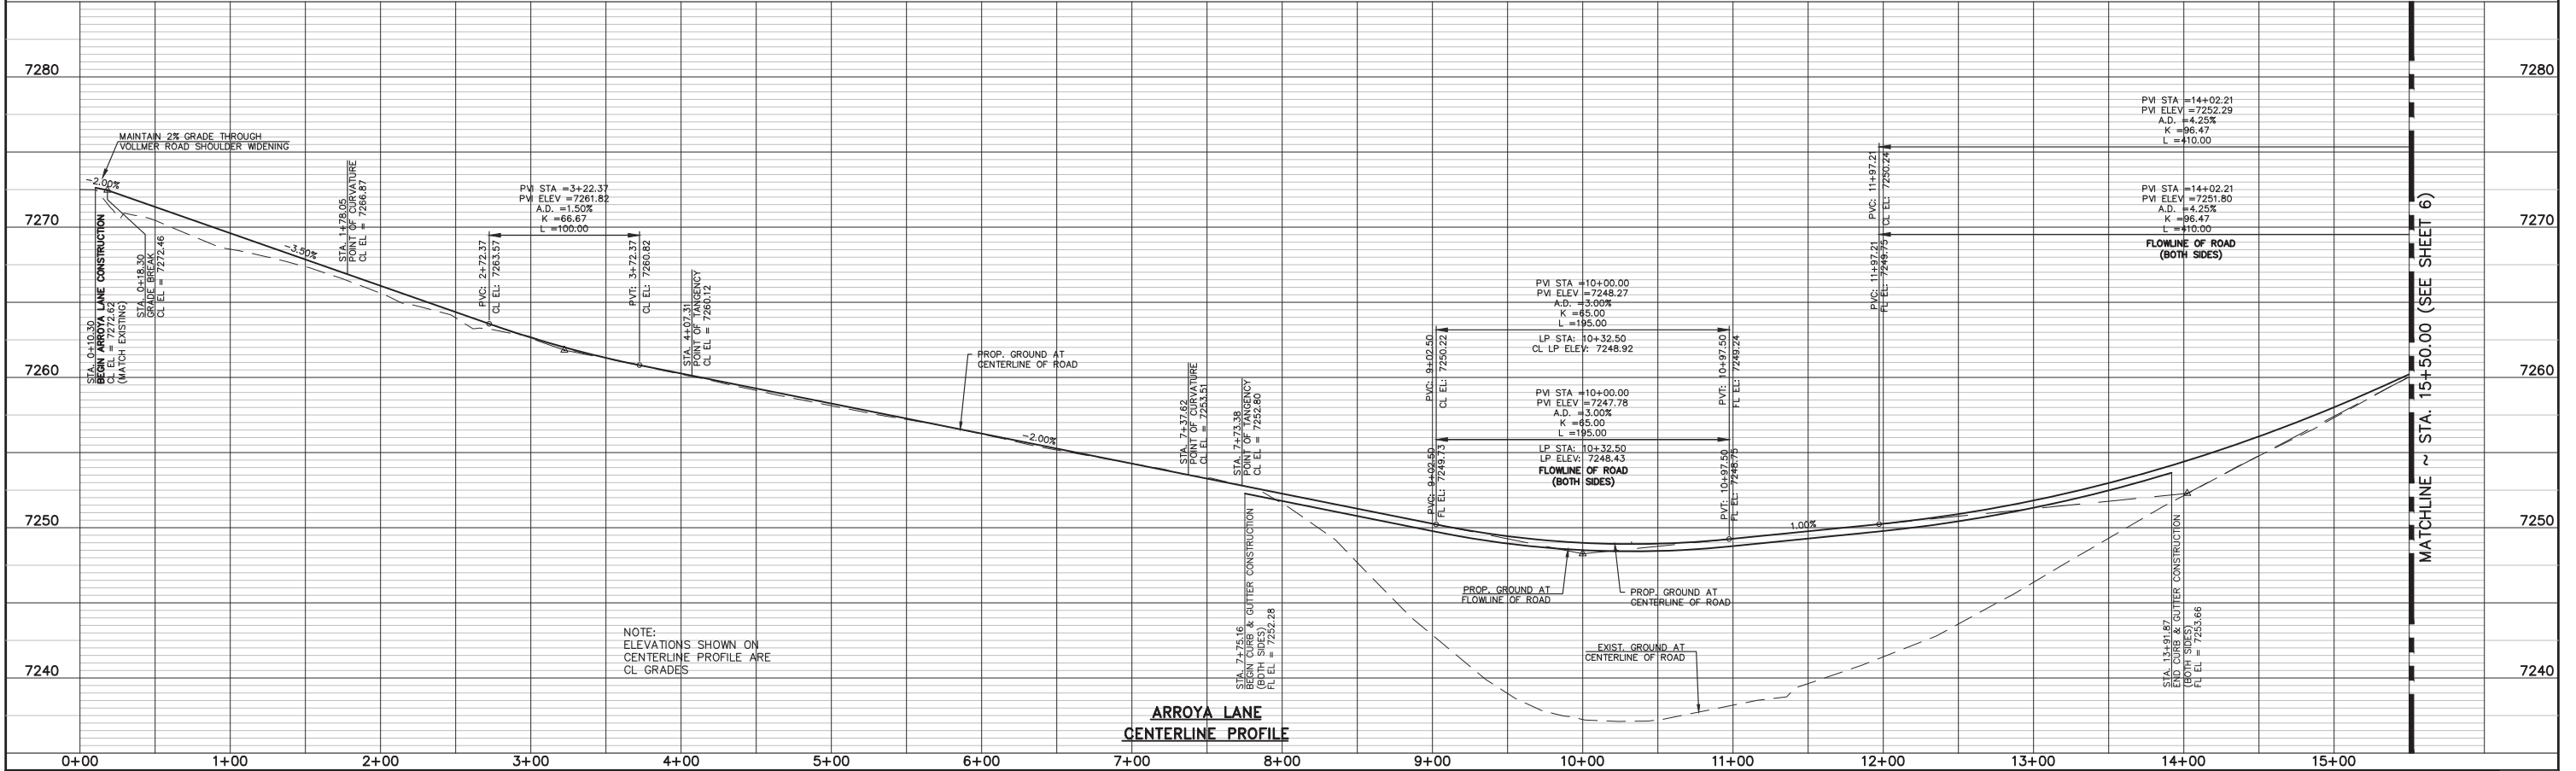 7280
7270
7260
7250
7240
MAINTAIN 2% GRADE THROUGH
VOLLMER ROAD SHOULDER WIDENING
-2.00%
STA. 0+10.30
BEGIN ARROYA LANE CONSTRUCTION
CL EL = 7272.62
(MATCH EXISTING)
STA. 0+18.30
GRADE BREAK
CL EL = 7272.46
-3.50%
STA. 1+78.05
POINT OF CURVATURE
CL EL = 7266.87
PVI STA =3+22.37
PVI ELEV =7261.82
A.D. =1.50%
K =66.67
L =100.00
PVC: 2+72.37
CL EL: 7263.57
PVT: 3+72.37
CL EL: 7260.82
STA. 4+07.31
POINT OF TANGENCY
CL EL = 7260.12
PROP. GROUND AT
CENTERLINE OF ROAD
-2.00%
STA. 7+37.62
POINT OF CURVATURE
CL EL = 7253.51
STA. 7+73.38
POINT OF TANGENCY
CL EL = 7252.80
STA. 7+75.16
BEGIN CURB & GUTTER CONSTRUCTION
(BOTH SIDES)
FL EL = 7252.28
PVI STA =10+00.00
PVI ELEV =7248.27
A.D. =3.00%
K =65.00
L =195.00
LP STA: 10+32.50
CL LP ELEV: 7248.92
PVC: 9+02.50
CL EL: 7250.22
PVT: 10+97.50
FL EL: 7249.24
PVI STA =10+00.00
PVI ELEV =7247.78
A.D. =3.00%
K =65.00
L =195.00
LP STA: 10+32.50
LP ELEV: 7248.43
FLOWLINE OF ROAD
(BOTH SIDES)
PVC: 9+02.50
FL EL: 7249.73
PVT: 10+97.50
FL EL: 7248.75
PROP. GROUND AT
FLOWLINE OF ROAD
PROP. GROUND AT
CENTERLINE OF ROAD
EXIST. GROUND AT
CENTERLINE OF ROAD
1.00%
PVI STA =14+02.21
PVI ELEV =7252.29
A.D. =4.25%
K =96.47
L =410.00
PVC: 11+97.21
CL EL: 7250.24
PVI STA =14+02.21
PVI ELEV =7251.80
A.D. =4.25%
K =96.47
L =410.00
FLOWLINE OF ROAD
(BOTH SIDES)
PVC: 11+97.21
FL EL: 7249.75
STA. 13+91.87
END CURB & GUTTER CONSTRUCTION
(BOTH SIDES)
FL EL = 7253.66
MATCHLINE ~ STA. 15+50.00 (SEE SHEET 6)
7280
7270
7260
7250
7240
NOTE:
ELEVATIONS SHOWN ON
CENTERLINE PROFILE ARE
CL GRADES
ARROYA LANE
CENTERLINE PROFILE
0+00 1+00 2+00 3+00 4+00 5+00 6+00 7+00 8+00 9+00 10+00 11+00 12+00 13+00 14+00 15+00